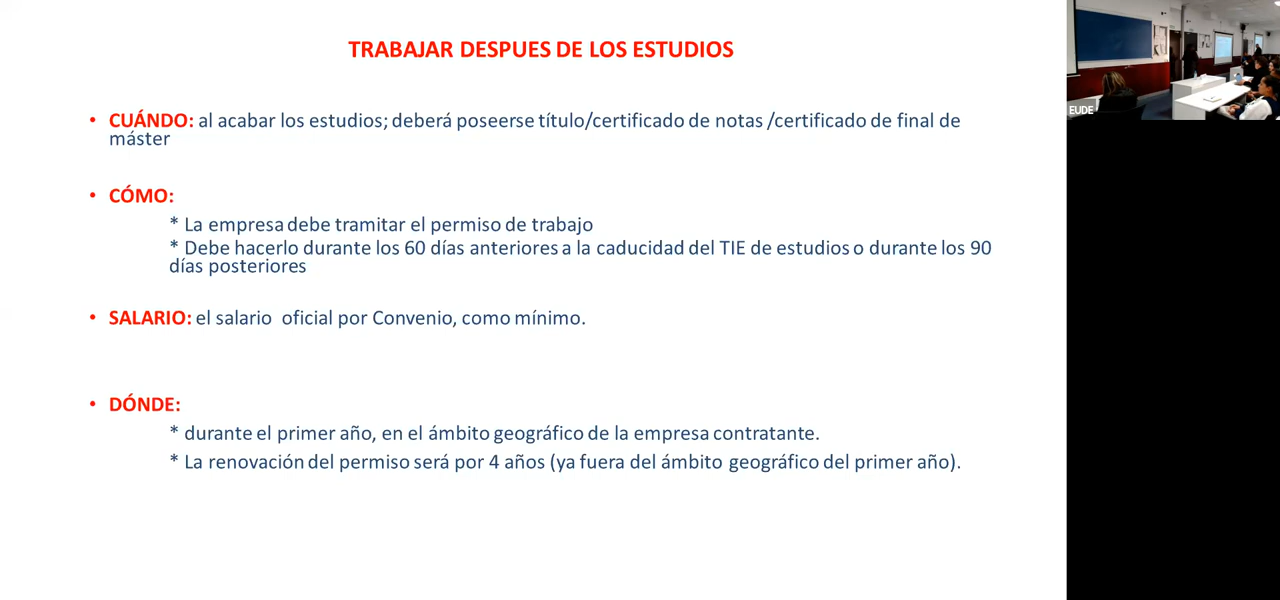 TRABAJAR DESPUES DE LOS ESTUDIOS
• CUÁNDO: al acabar los estudios; deberá poseerse título/certificado de notas /certificado de final de
máster
• CÓMO:
* La empresa debe tramitar el permiso de trabajo
* Debe hacerlo durante los 60 días anteriores a la caducidad del TIE de estudios o durante los 90
días posteriores
• SALARIO: el salario oficial por Convenio, como mínimo.
• DÓNDE:
* durante el primer año, en el ámbito geográfico de la empresa contratante.
* La renovación del permiso será por 4 años (ya fuera del ámbito geográfico del primer año).
EUDE